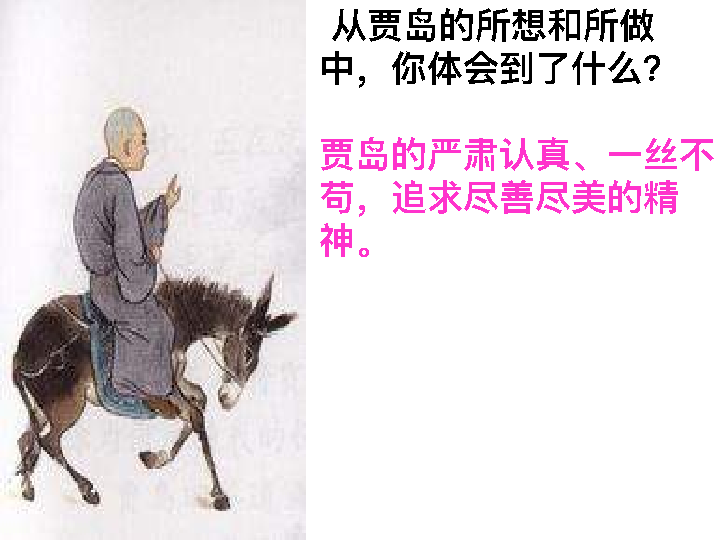 从贾岛的所想和所做
中，你体会到了什么？
贾岛的严肃认真、一丝不
苟，追求尽善尽美的精
神。